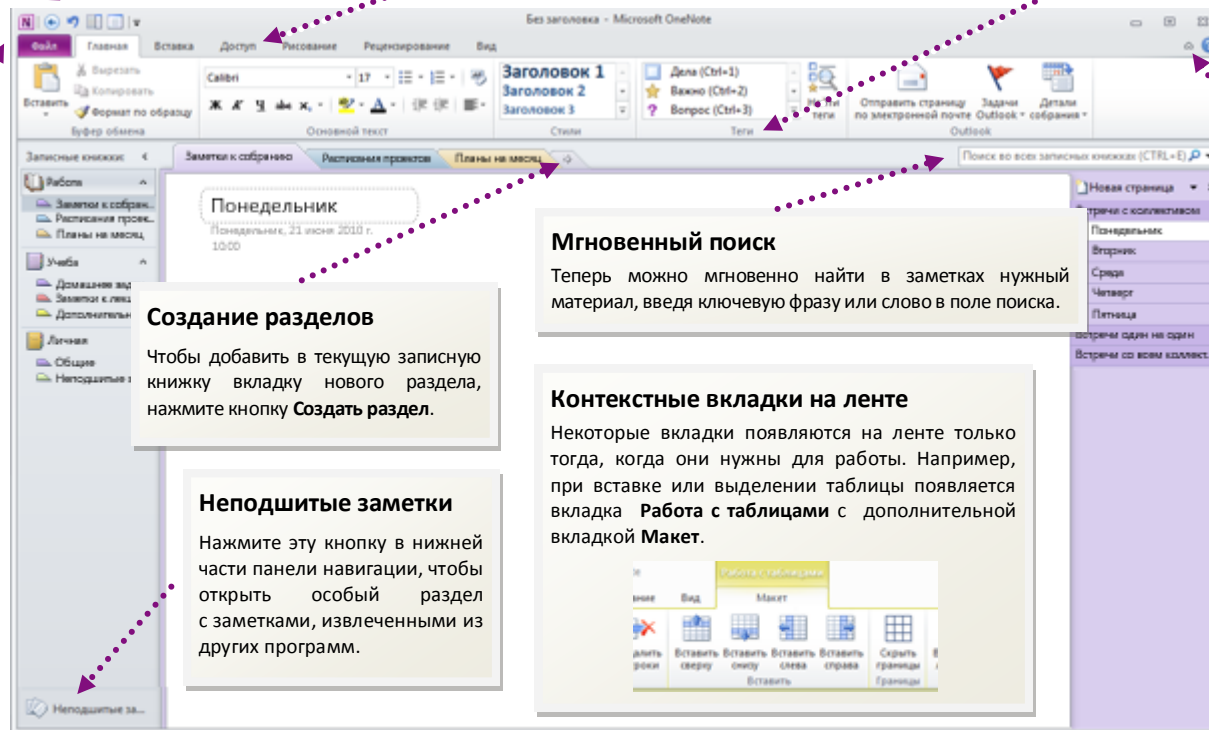 Без заголовка - Microsoft OneNote
Файл Главная Вставка Доступ Рисование Рецензирование Вид
Вырезать
Копировать
Вставить
Формат по образцу
Буфер обмена
Calibri 17
Ж К Ч abc x₂ A
Основной текст
Заголовок 1
Заголовок 2
Заголовок 3
Стили
Дела (Ctrl+1)
Важно (Ctrl+2)
Вопрос (Ctrl+3)
Теги
теги
Отправить страницу
по электронной почте
Задачи
Outlook
Детали
собрания
Outlook
Записные книжки
Заметки к собранию Расписания проектов Планы на месяц
Поиск во всех записных книжках (CTRL+E)
Работа
Заметки к собран...
Расписания проек...
Планы на месяц
Учеба
Домашнее
Заметки к
Личная
Общие
Неподшитые
Понедельник
Понедельник, 21 июня 2010 г.
10:00
Новая страница
Встречи с коллективом
Понедельник
Вторник
Среда
Четверг
Пятница
Встречи один на один
Встречи со всем коллект...
Мгновенный поиск
Теперь можно мгновенно найти в заметках нужный
материал, введя ключевую фразу или слово в поле поиска.
Создание разделов
Чтобы добавить в текущую записную
книжку вкладку нового раздела,
нажмите кнопку Создать раздел.
Контекстные вкладки на ленте
Некоторые вкладки появляются на ленте только
тогда, когда они нужны для работы. Например,
при вставке или выделении таблицы появляется
вкладка Работа с таблицами с дополнительной
вкладкой Макет.
Работа с таблицами
Вид Макет
Вставить Вставить Вставить Вставить Скрыть
сверху снизу слева справа границы
Вставить Границы
Неподшитые заметки
Нажмите эту кнопку в нижней
части панели навигации, чтобы
открыть особый раздел
с заметками, извлеченными из
других программ.
Неподшитые за...